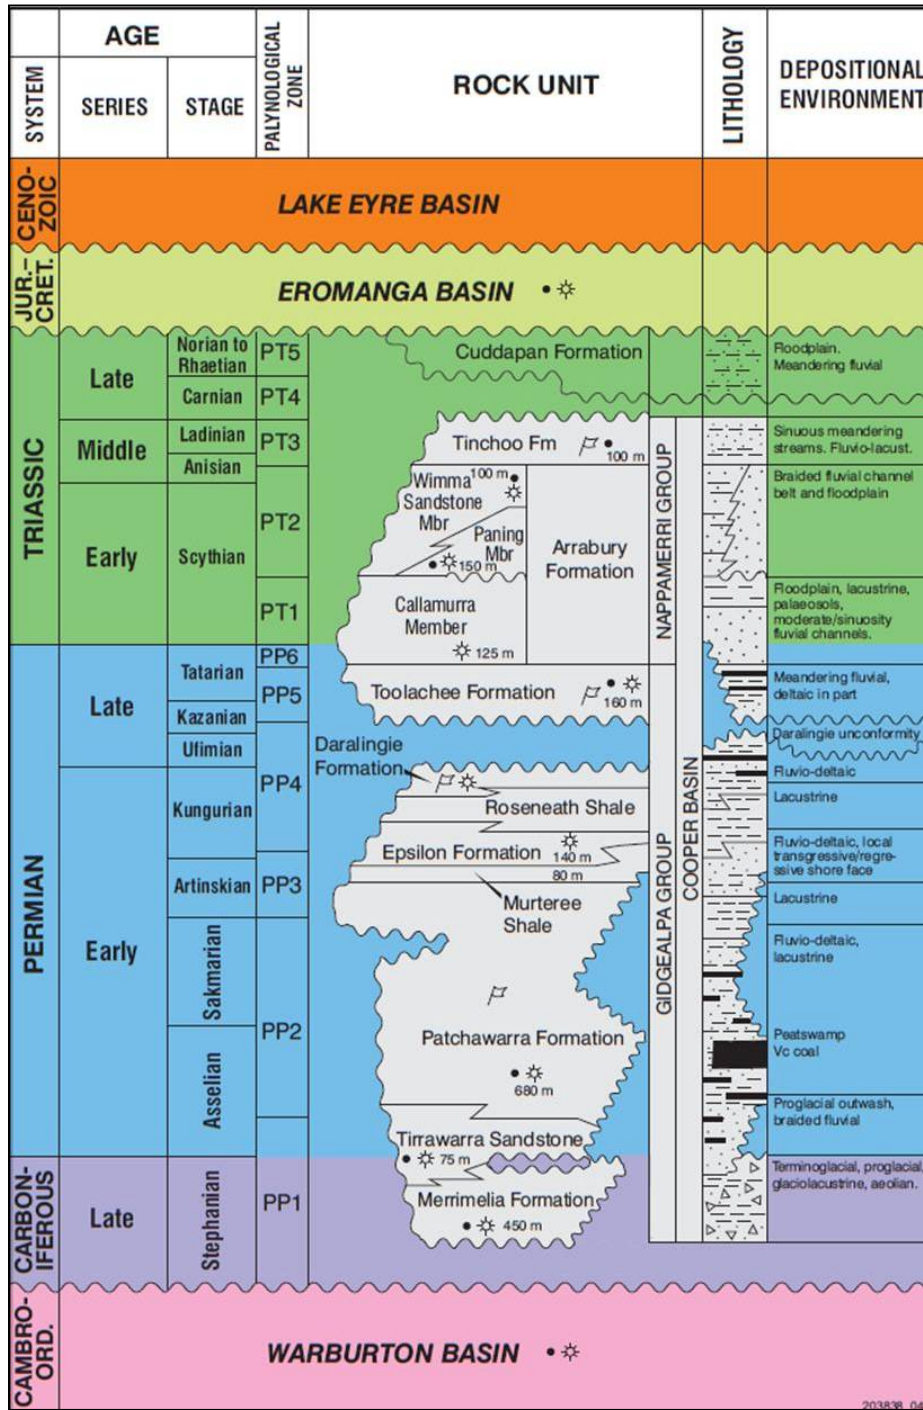 AGE
SYSTEM
SERIES
STAGE
PALYNOLOGICAL
ZONE
ROCK UNIT
LITHOLOGY
DEPOSITIONAL
ENVIRONMENT
CENO-
ZOIC
LAKE EYRE BASIN
JUR.–
CRET.
EROMANGA BASIN
TRIASSIC
Late
Norian to
Rhaetian
PT5
Cuddapan Formation
Floodplain.
Meandering fluvial
Carnian
PT4
Middle
Ladinian
PT3
Tinchoo Fm
100 m
Sinuous meandering
streams. Fluvio-lacust.
Anisian
Early
Scythian
PT2
Wimma
100 m
Sandstone
Mbr
Paning
Mbr
150 m
Arrabury
Formation
Braided fluvial channel
belt and floodplain
PT1
Callamurra
Member
125 m
Floodplain, lacustrine,
palaeosols,
moderate/sinuosity
fluvial channels.
NAPPAMERRI GROUP
COOPER BASIN
PERMIAN
Late
Tatarian
PP6
PP5
Toolachee Formation
160 m
Meandering fluvial,
deltaic in part
Kazanian
Ufimian
Daralingie unconformity
Early
PP4
Daralingie
Formation
Fluvio-deltaic
Kungurian
Roseneath Shale
Lacustrine
Epsilon Formation
140 m
80 m
Fluvio-deltaic, local
transgressive/regre-
ssive shore face
Artinskian
PP3
Murteree
Shale
Lacustrine
GIDGEALPA GROUP
Sakmarian
PP2
Fluvio-deltaic,
lacustrine
Asselian
Patchawarra Formation
680 m
Peatswamp
Vc coal
Tirrawarra Sandstone
75 m
Proglacial outwash,
braided fluvial
CARBON-
IFEROUS
Late
Stephanian
PP1
Merrimelia Formation
450 m
Terminoglacial, proglacial,
glaciolacustrine, aeolian.
CAMBRO-
ORD.
WARBURTON BASIN